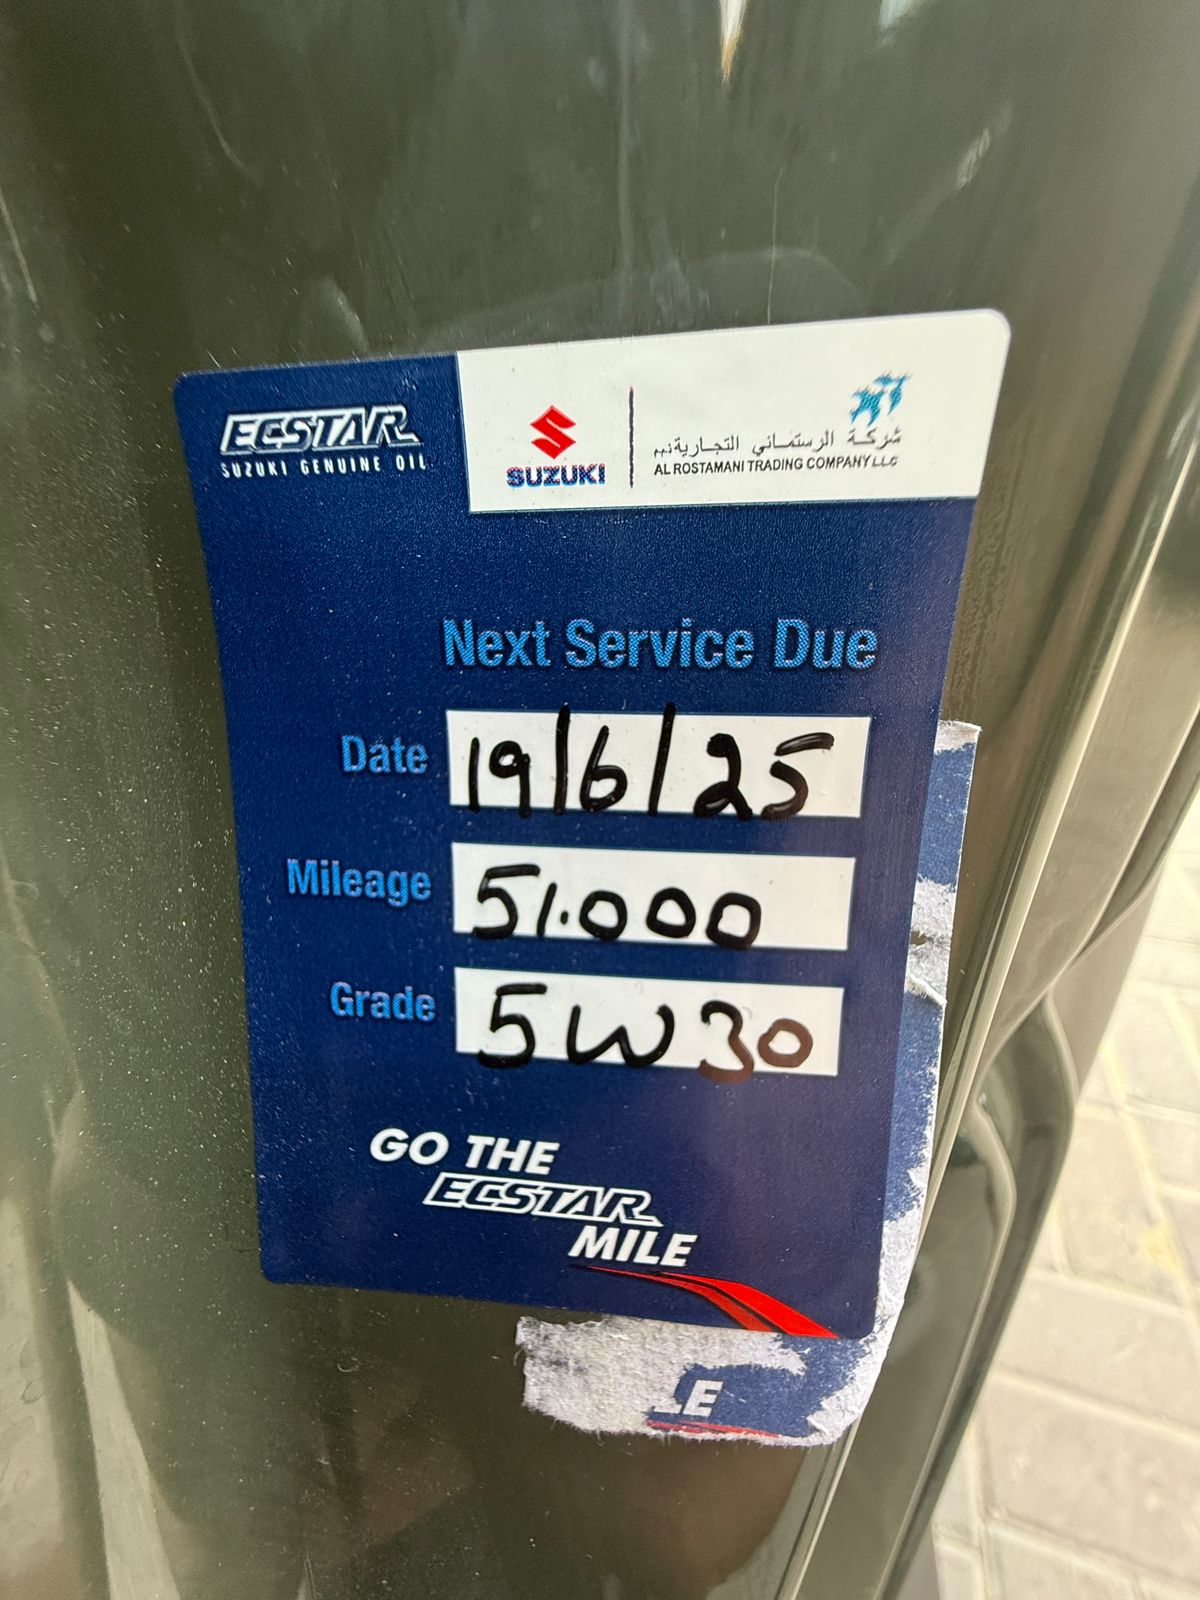 ECSTAR
SUZUKI GENUINE OIL
SUZUKI
شركة الرستماني التجارية ذ.م.م
AL ROSTAMANI TRADING COMPANY LLC
Next Service Due
Date 19/6/25
Mileage 51.000
Grade 5W30
GO THE
ECSTAR
MILE
LE